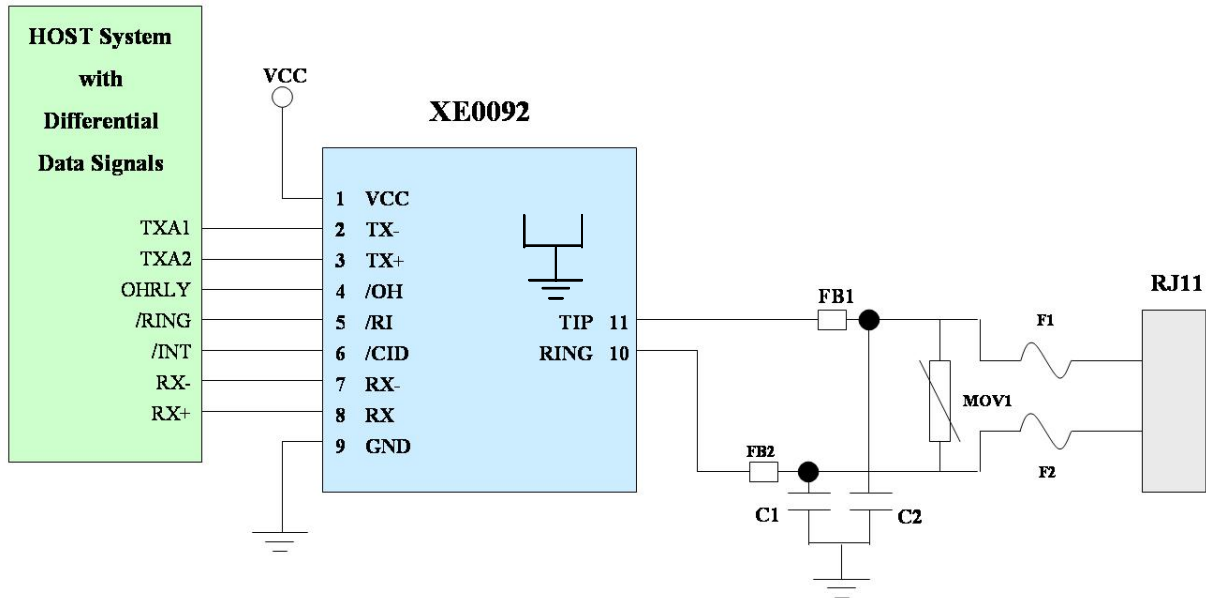 HOST System
with
Differential
Data Signals
TXA1
TXA2
OHRLY
/RING
/INT
RX-
RX+
VCC
XE0092
1 VCC
2 TX-
3 TX+
4 /OH
5 /RI
6 /CID
7 RX-
8 RX
9 GND
TIP 11
RING 10
FB1
FB2
C1
C2
MOV1
F1
F2
RJ11